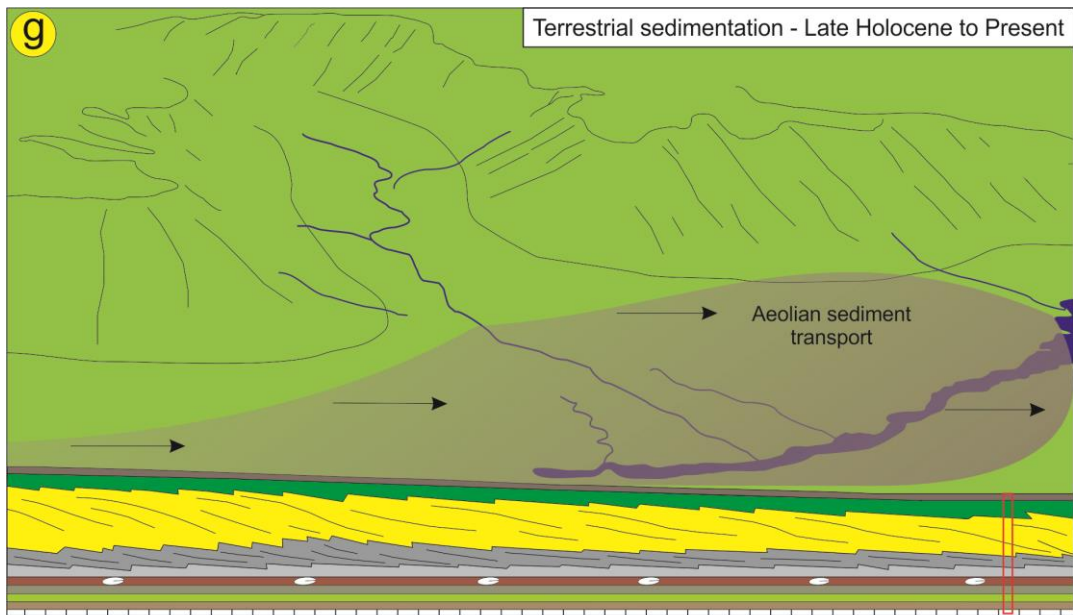 g
Terrestrial sedimentation - Late Holocene to Present
Aeolian sediment
transport